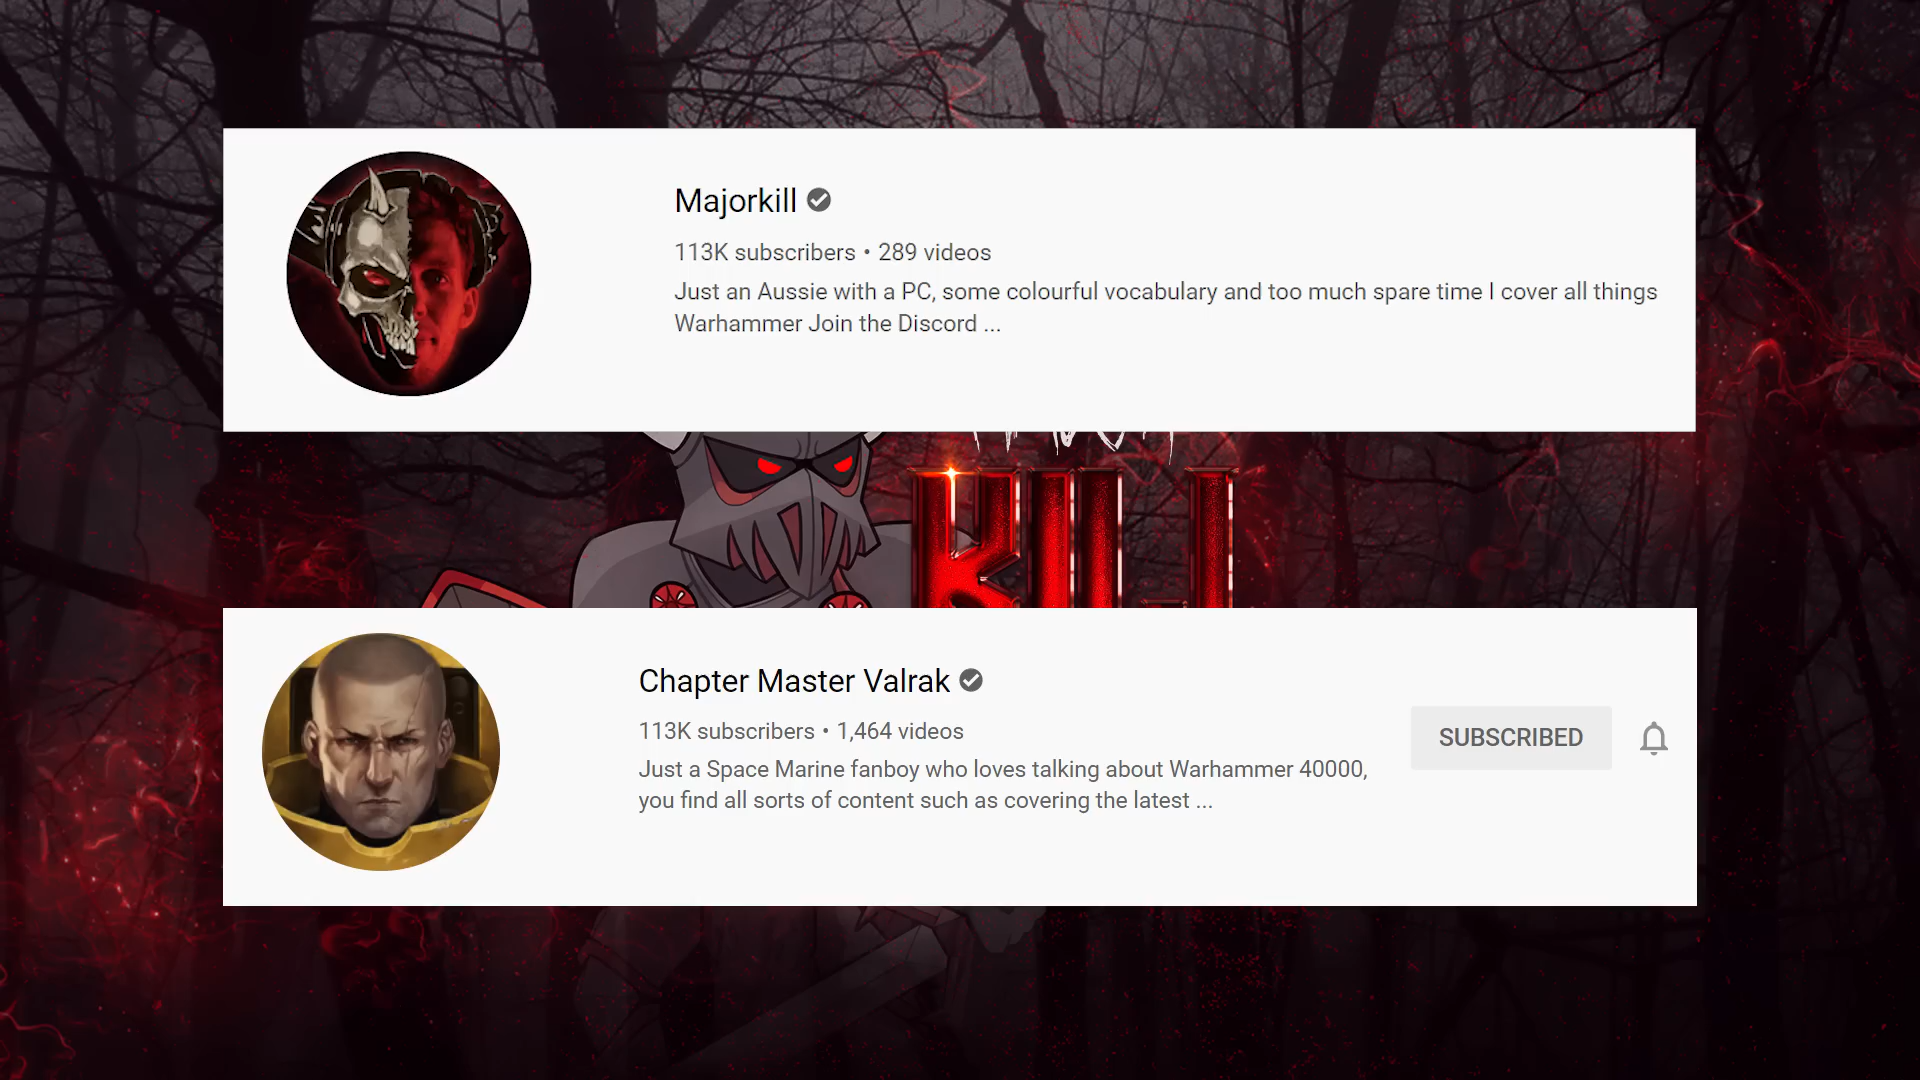 Majorkill
113K subscribers • 289 videos
Just an Aussie with a PC, some colourful vocabulary and too much spare time I cover all things
Warhammer Join the Discord ...
KILL
Chapter Master Valrak
113K subscribers • 1,464 videos
SUBSCRIBED
Just a Space Marine fanboy who loves talking about Warhammer 40000,
you find all sorts of content such as covering the latest ...